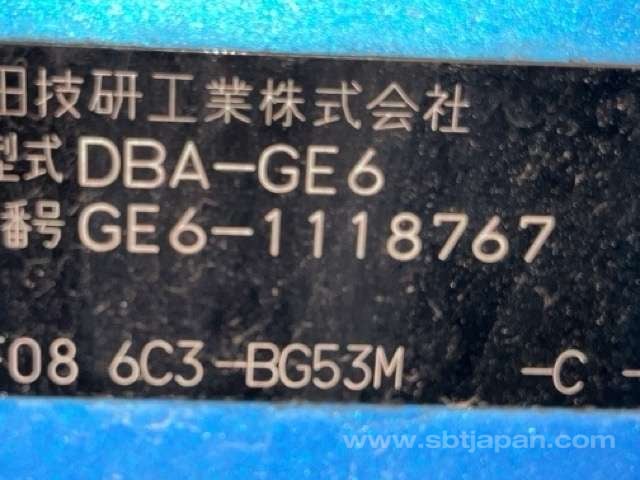 田技研工業株式会社
型式 DBA-GE6
番号 GE6-1118767
F08 6C3-BG53M -C -
www.sbtjapan.com